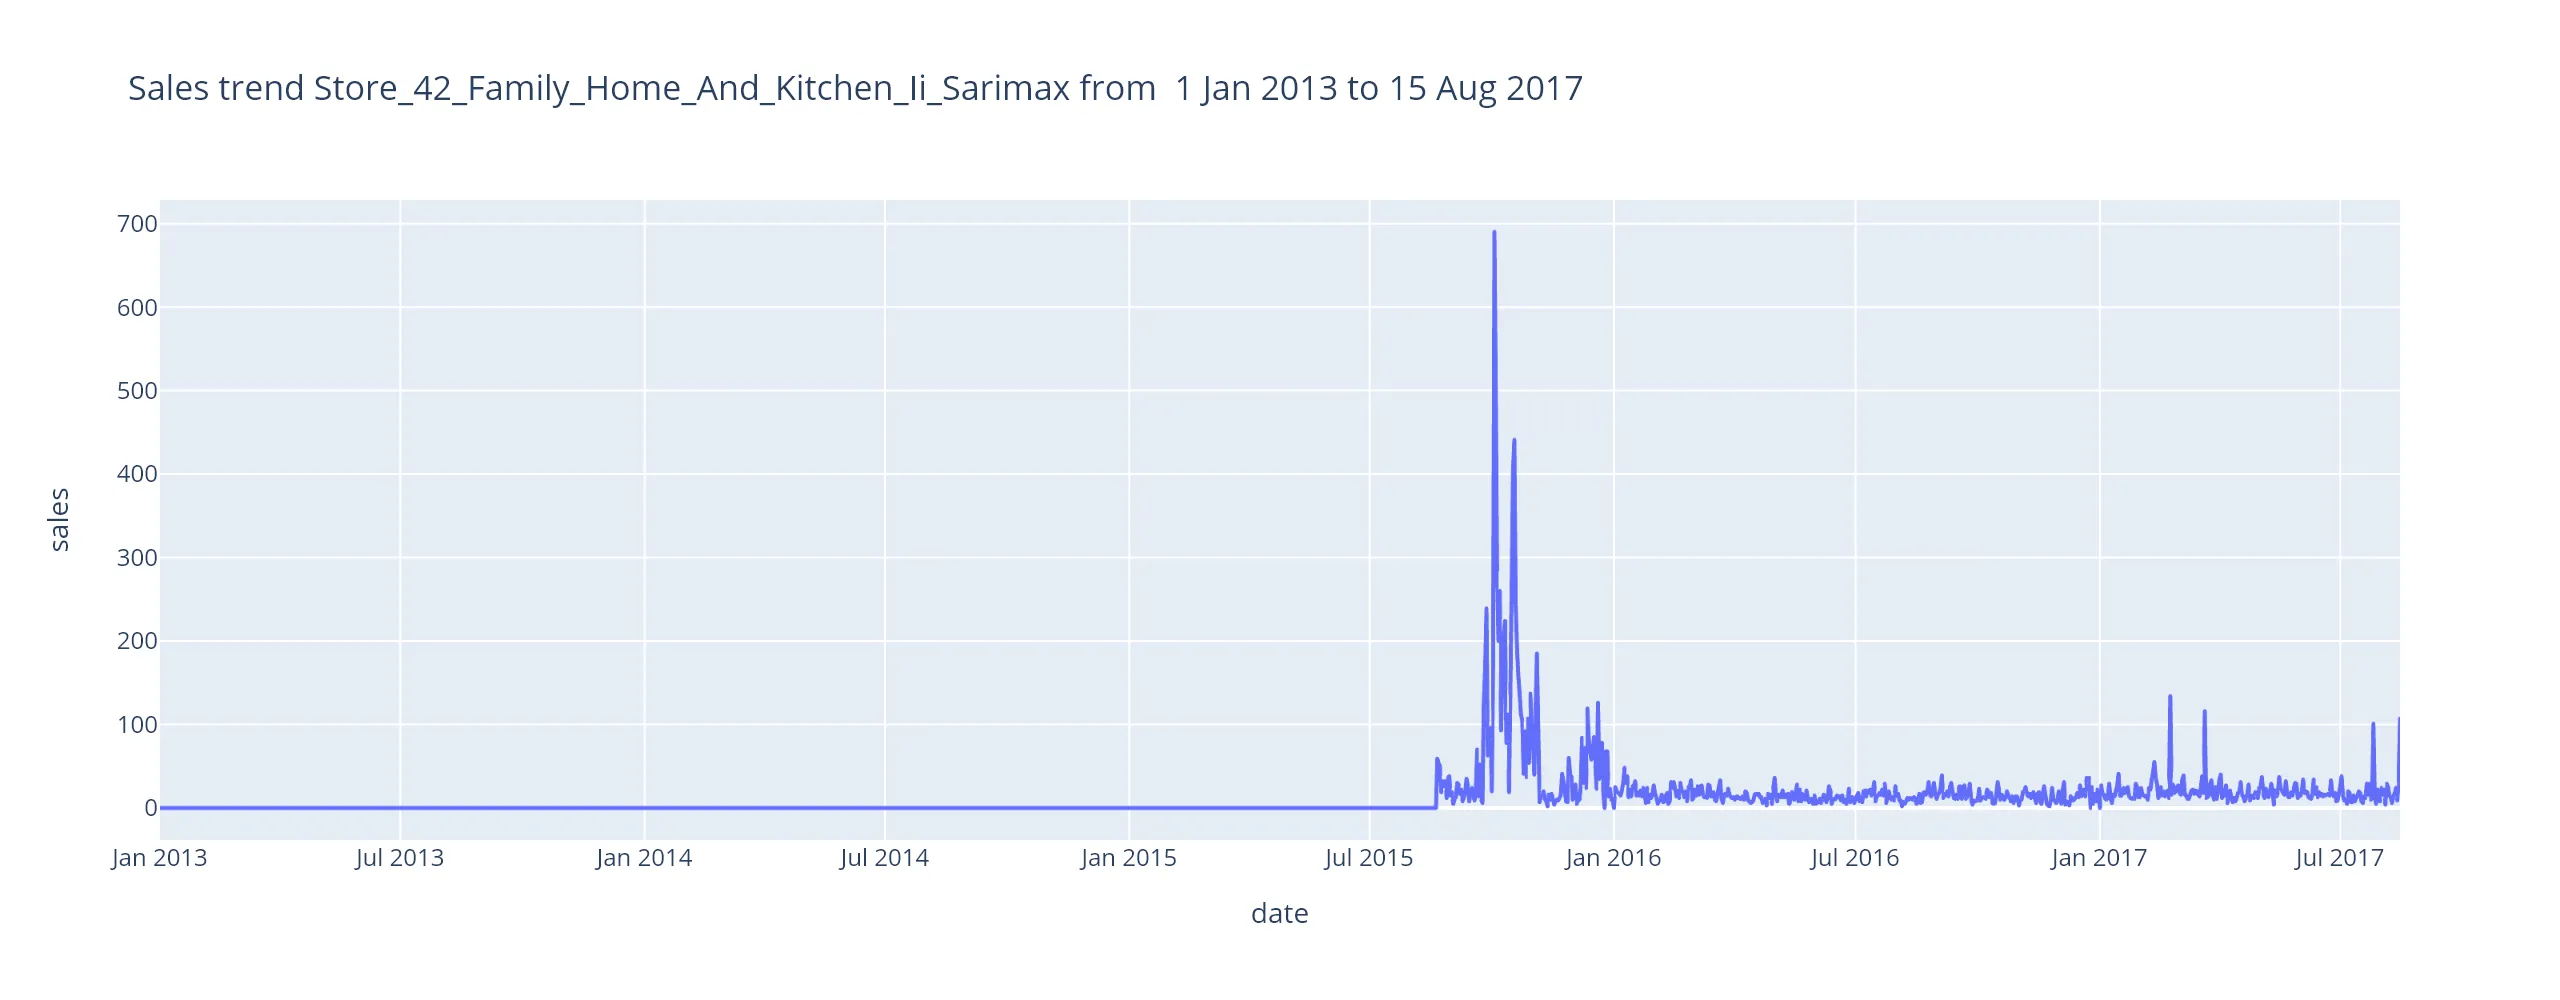 Sales trend Store_42_Family_Home_And_Kitchen_Ii_Sarimax from  1 Jan 2013 to 15 Aug 2017
700
600
500
400
300
200
100
0
sales
Jan 2013 Jul 2013 Jan 2014 Jul 2014 Jan 2015 Jul 2015 Jan 2016 Jul 2016 Jan 2017 Jul 2017
date